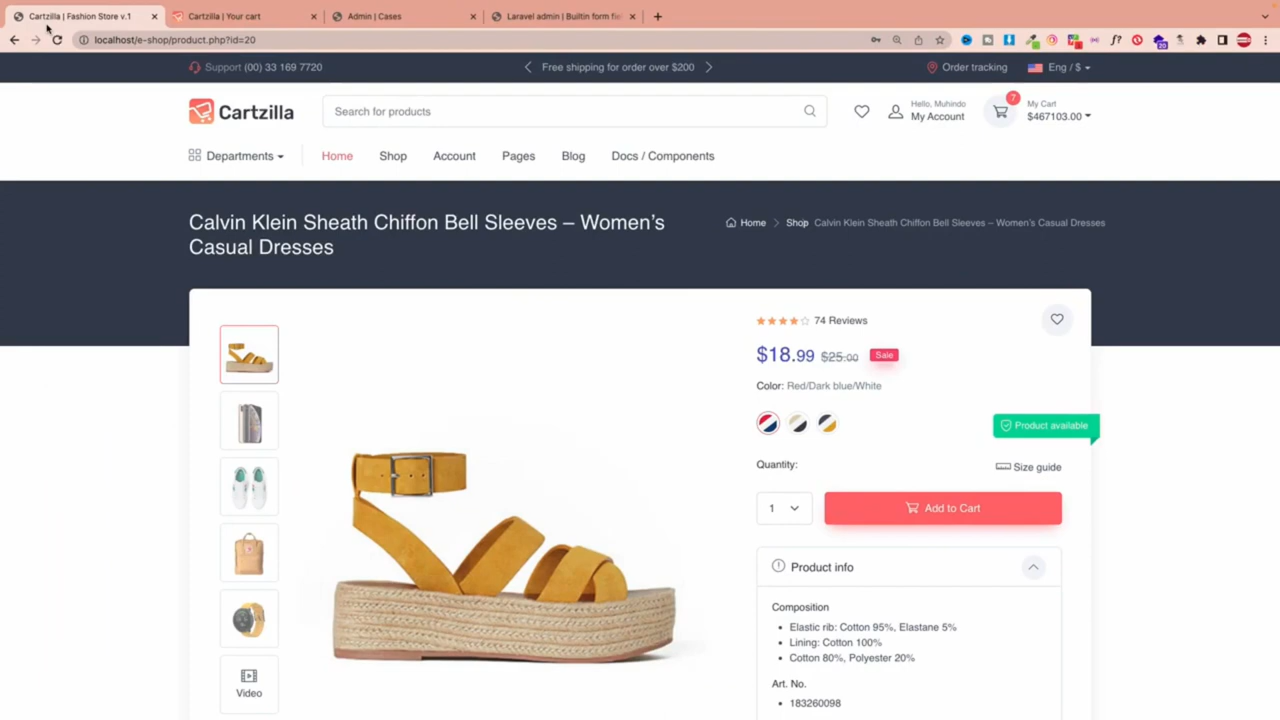 Cartzilla | Fashion Store v.1
Cartzilla | Your cart
Admin | Cases
Laravel admin | Builtin form fie
localhost/e-shop/product.php?id=20
Support (00) 33 169 7720
Free shipping for order over $200
Order tracking
Eng / $
Cartzilla
Search for products
Hello, Muhindo
My Account
7
My Cart
$467103.00
Departments
Home
Shop
Account
Pages
Blog
Docs / Components
Calvin Klein Sheath Chiffon Bell Sleeves – Women's
Casual Dresses
Home
Shop
Calvin Klein Sheath Chiffon Bell Sleeves – Women's Casual Dresses
74 Reviews
$18.99 $25.00 Sale
Color: Red/Dark blue/White
Product available
Quantity:
Size guide
1
Add to Cart
Product info
Composition
Elastic rib: Cotton 95%, Elastane 5%
Lining: Cotton 100%
Cotton 80%, Polyester 20%
Art. No.
183260098
Video